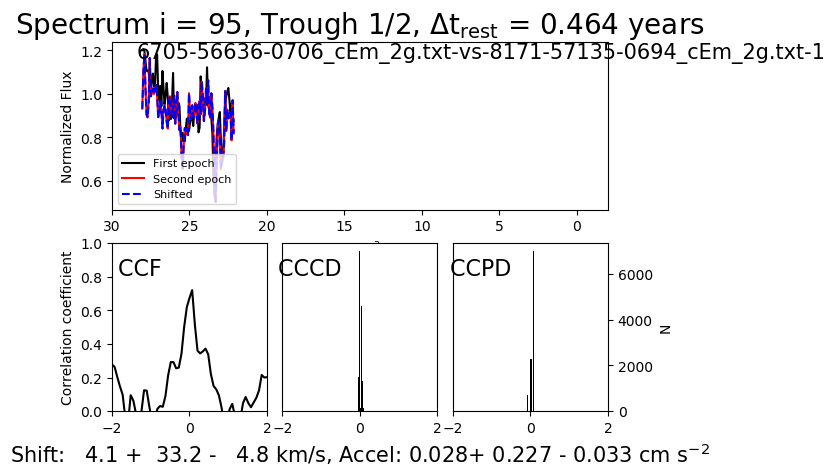 Spectrum i = 95, Trough 1/2, Δt_rest = 0.464 years
6705-56636-0706_cEm_2g.txt-vs-8171-57135-0694_cEm_2g.txt-1
Normalized Flux
1.2
1.0
0.8
0.6
First epoch
Second epoch
Shifted
30 25 20 15 10 5 0
Correlation coefficient
1.0
0.8
0.6
0.4
0.2
0.0
CCF
CCCD
CCPD
6000
4000
2000
0
N
−2 0 2
−2 0 2
−2 0 2
Shift: 4.1 + 33.2 - 4.8 km/s, Accel: 0.028+ 0.227 - 0.033 cm s⁻²